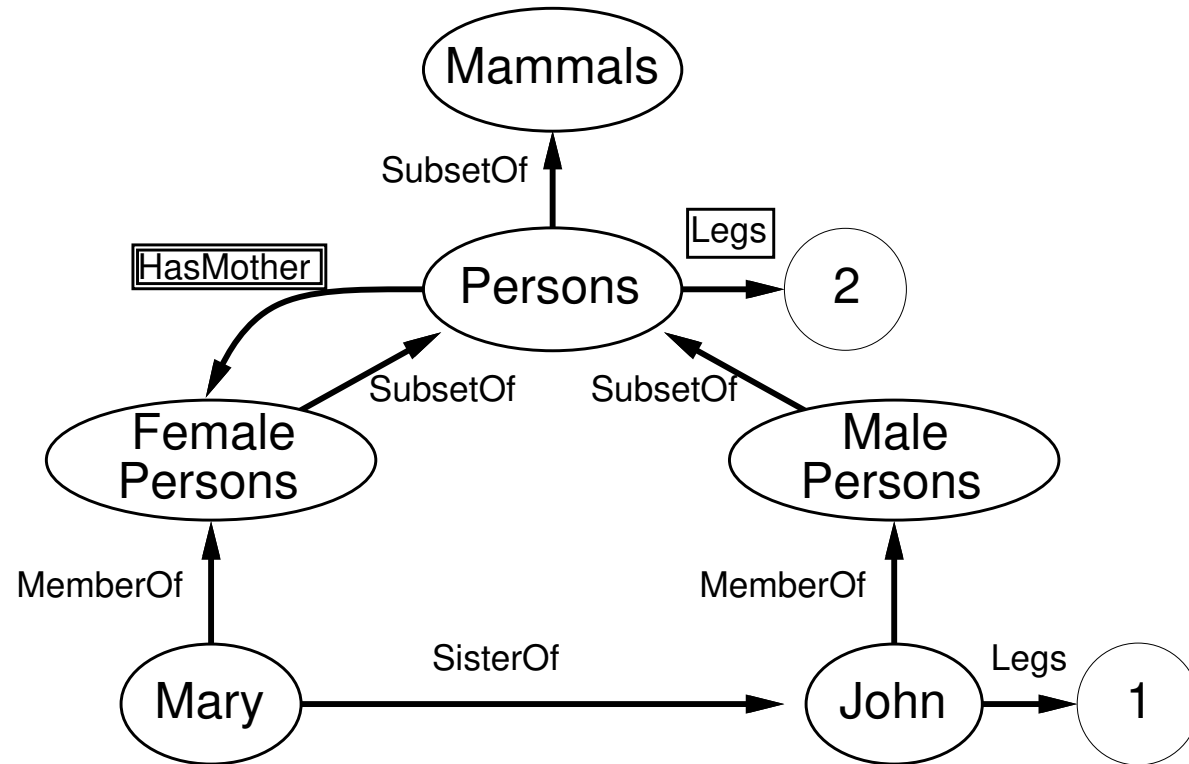 Mammals
SubsetOf
Legs
HasMother
Persons
2
SubsetOf
SubsetOf
Female
Persons
Male
Persons
MemberOf
MemberOf
SisterOf
Legs
Mary
John
1